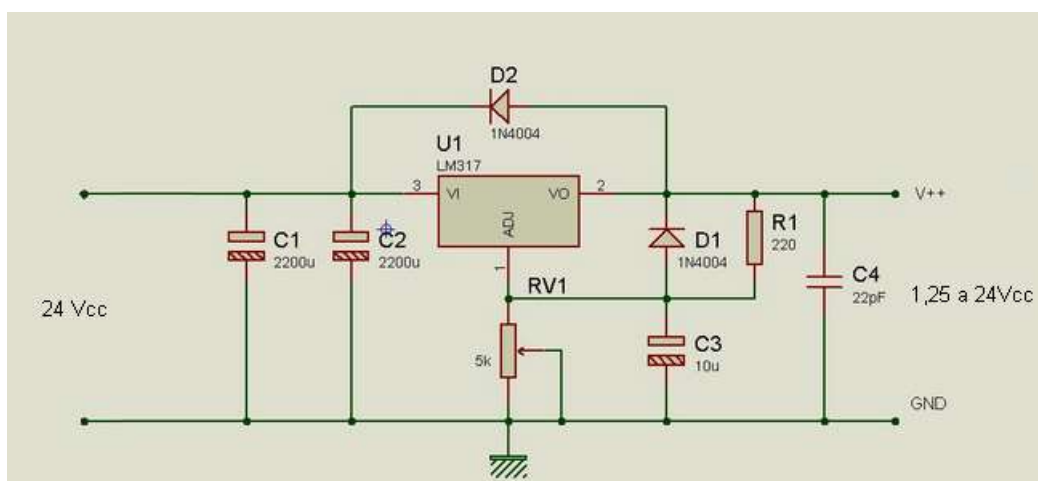 D2
1N4004
U1
LM317
3
VI
VO
2
ADJ
1
V++
C1
2200u
C2
2200u
D1
1N4004
R1
220
C4
22pF
RV1
5k
C3
10u
24 Vcc
1,25 a 24Vcc
GND